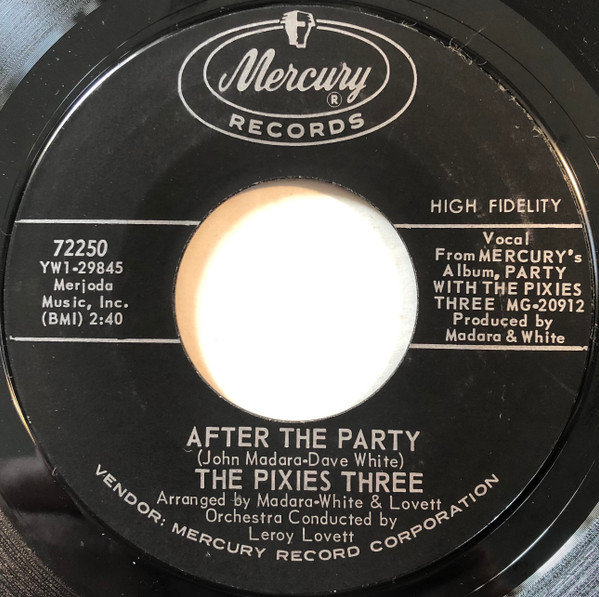 Mercury
®
RECORDS
HIGH FIDELITY
72250
YW1-29845
Merjoda
Music, Inc.
(BMI) 2:40
Vocal
From MERCURY's
Album, PARTY
WITH THE PIXIES
THREE MG-20912
Produced by
Madara & White
AFTER THE PARTY
(John Madara-Dave White)
THE PIXIES THREE
Arranged by Madara-White & Lovett
Orchestra Conducted by
Leroy Lovett
VENDOR: MERCURY RECORD CORPORATION